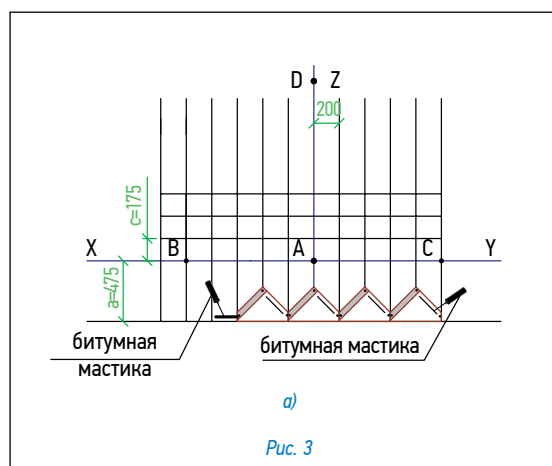 D Z
200
c=175
X B A C Y
a=475
битумная
мастика
битумная мастика
а)
Рис. 3